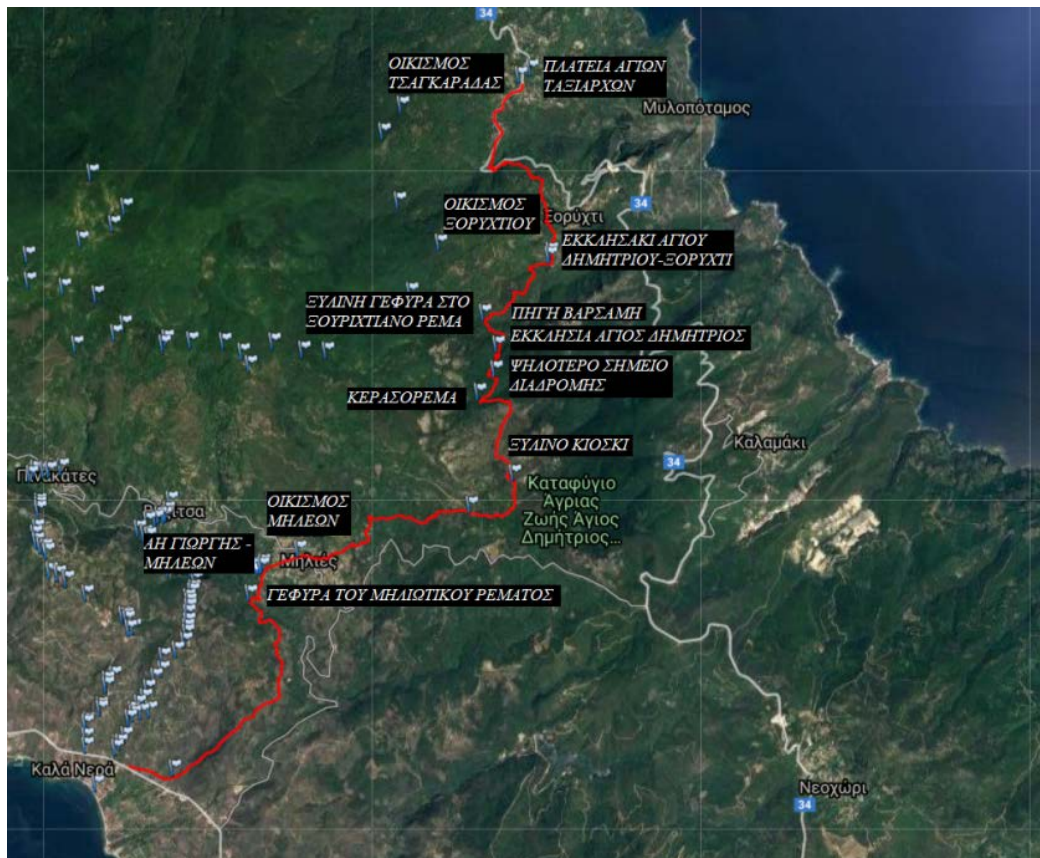 34
ΟΙΚΙΣΜΟΣ
ΤΣΑΓΚΑΡΑΔΑΣ
ΠΛΑΤΕΙΑ ΑΓΙΩΝ
ΤΑΞΙΑΡΧΩΝ
Μυλοπόταμος
ΟΙΚΙΣΜΟΣ
ΞΟΡΥΧΤΙΟΥ
34
Ξορύχτι
ΕΚΚΛΗΣΑΚΙ ΑΓΙΟΥ
ΔΗΜΗΤΡΙΟΥ-ΞΟΡΥΧΤΙ
ΞΥΛΙΝΗ ΓΕΦΥΡΑ ΣΤΟ
ΞΟΥΡΙΧΤΙΑΝΟ ΡΕΜΑ
ΠΗΓΗ ΒΑΡΣΑΜΗ
ΕΚΚΛΗΣΙΑ ΑΓΙΟΣ ΔΗΜΗΤΡΙΟΣ
ΨΗΛΟΤΕΡΟ ΣΗΜΕΙΟ
ΔΙΑΔΡΟΜΗΣ
ΚΕΡΑΣΟΡΕΜΑ
ΞΥΛΙΝΟ ΚΙΟΣΚΙ
Καλαμάκι
34
Πινακάτες
Καταφύγιο
Άγριας
Ζωής Άγιος
Δημήτριος...
ΟΙΚΙΣΜΟΣ
ΜΗΛΕΩΝ
ΑΗ ΓΙΩΡΓΗΣ -
ΜΗΛΕΩΝ
Μηλιές
ΓΕΦΥΡΑ ΤΟΥ ΜΗΛΙΩΤΙΚΟΥ ΡΕΜΑΤΟΣ
Καλά Νερά
Νεοχώρι
34